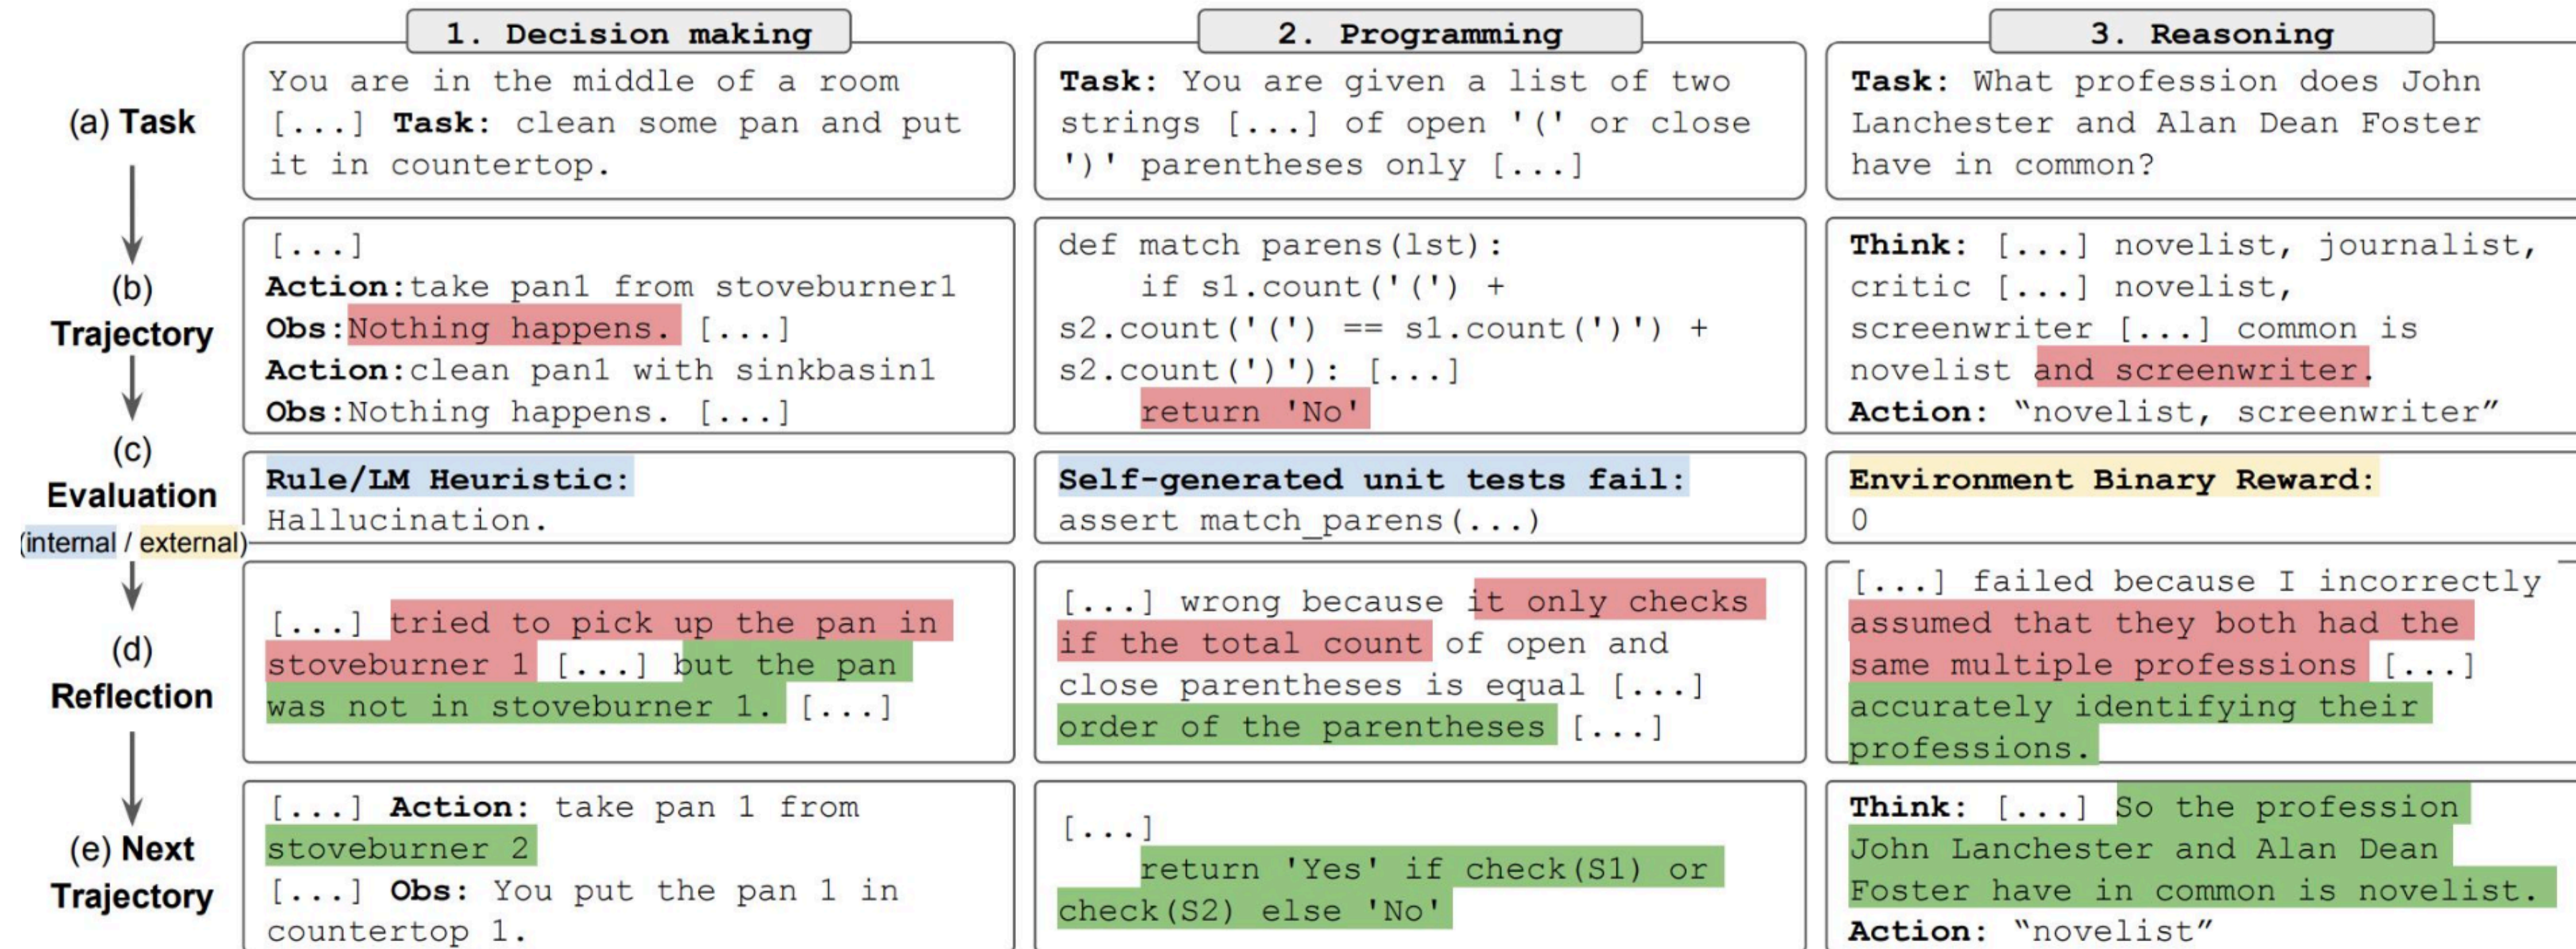 1. Decision making
2. Programming
3. Reasoning
(a) Task
You are in the middle of a room
[...] Task: clean some pan and put
it in countertop.
Task: You are given a list of two
strings [...] of open '(' or close
')' parentheses only [...]
Task: What profession does John
Lanchester and Alan Dean Foster
have in common?
(b)
Trajectory
[...]
Action:take pan1 from stoveburner1
Obs:Nothing happens. [...]
Action:clean pan1 with sinkbasin1
Obs:Nothing happens. [...]
def match parens(lst):
if s1.count('(') +
s2.count('(') == s1.count(')') +
s2.count(')'): [...]
return 'No'
Think: [...] novelist, journalist,
critic [...] novelist,
screenwriter [...] common is
novelist and screenwriter.
Action: “novelist, screenwriter”
(c)
Evaluation
(internal / external)
Rule/LM Heuristic:
Hallucination.
Self-generated unit tests fail:
assert match_parens(...)
Environment Binary Reward:
0
(d)
Reflection
[...] tried to pick up the pan in
stoveburner 1 [...] but the pan
was not in stoveburner 1. [...]
[...] wrong because it only checks
if the total count of open and
close parentheses is equal [...]
order of the parentheses [...]
[...] failed because I incorrectly
assumed that they both had the
same multiple professions [...]
accurately identifying their
professions.
(e) Next
Trajectory
[...] Action: take pan 1 from
stoveburner 2
[...] Obs: You put the pan 1 in
countertop 1.
[...]
return 'Yes' if check(S1) or
check(S2) else 'No'
Think: [...] So the profession
John Lanchester and Alan Dean
Foster have in common is novelist.
Action: “novelist”